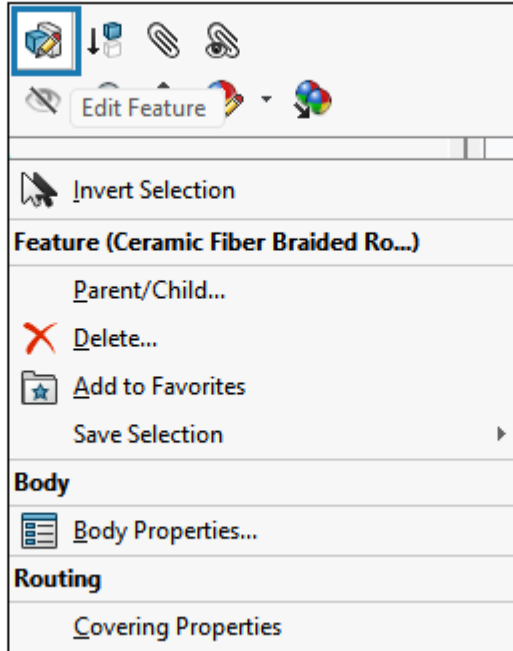 Edit Feature
Invert Selection
Feature (Ceramic Fiber Braided Ro...)
Parent/Child...
Delete...
Add to Favorites
Save Selection
Body
Body Properties...
Routing
Covering Properties